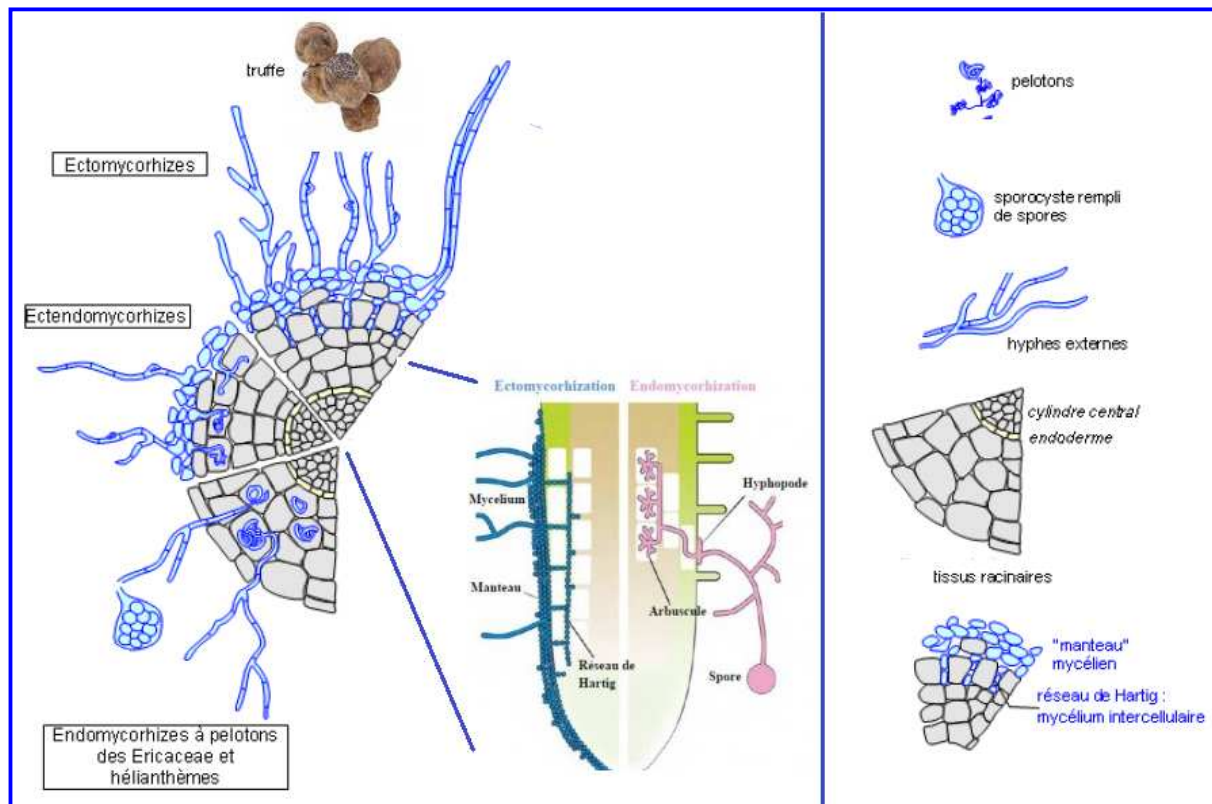 truffe
Ectomycorhizes
Ectendomycorhizes
Endomycorhizes à pelotons
des Ericaceae et
hélianthèmes
Ectomycorhization
Endomycorhization
Mycelium
Manteau
Réseau de
Hartig
Hyphopode
Arbuscule
Spore
pelotons
sporocyste rempli
de spores
hyphes externes
cylindre central
endoderme
tissus racinaires
"manteau"
mycélien
réseau de Hartig :
mycélium intercellulaire